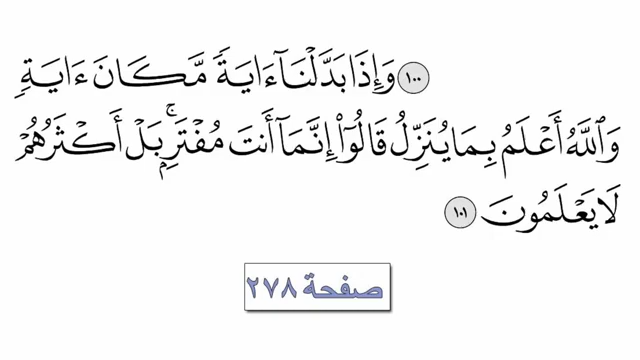 ١٠٠ وَإِذَا بَدَّلْنَآ ءَايَةً مَّكَانَ ءَايَةٍ
وَٱللَّهُ أَعْلَمُ بِمَا يُنَزِّلُ قَالُوٓا۟ إِنَّمَآ أَنتَ مُفْتَرٍۭ ۚ بَلْ أَكْثَرُهُمْ
لَا يَعْلَمُونَ ١٠١
صفحة ٢٧٨